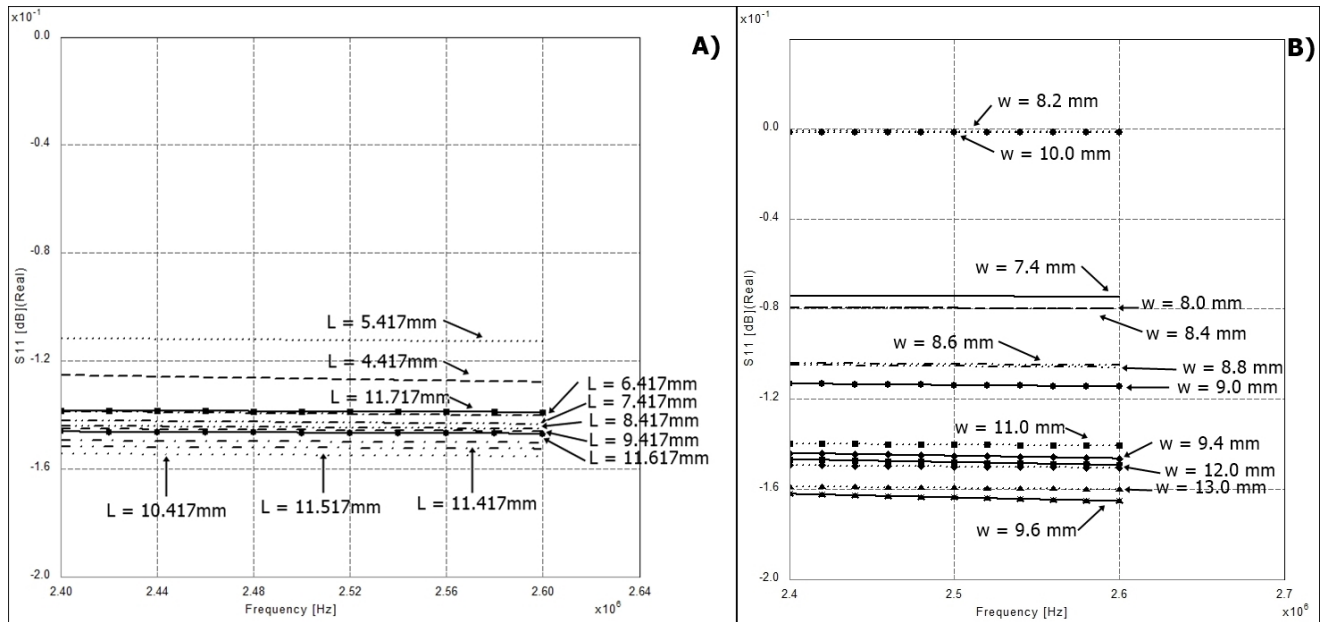 x10⁻¹
0.0
-0.4
-0.8
-1.2
-1.6
-2.0
S11 [dB](Real)
A)
L = 5.417mm
L = 4.417mm
L = 11.717mm
L = 6.417mm
L = 7.417mm
L = 8.417mm
L = 9.417mm
L = 11.617mm
L = 10.417mm
L = 11.517mm
L = 11.417mm
2.40 2.44 2.48 2.52 2.56 2.60 2.64
Frequency [Hz]
x10⁶
x10⁻¹
0.0
-0.4
-0.8
-1.2
-1.6
-2.0
S11 [dB](Real)
B)
w = 8.2 mm
w = 10.0 mm
w = 7.4 mm
w = 8.0 mm
w = 8.4 mm
w = 8.6 mm
w = 8.8 mm
w = 9.0 mm
w = 11.0 mm
w = 9.4 mm
w = 12.0 mm
w = 13.0 mm
w = 9.6 mm
2.4 2.5 2.6 2.7
Frequency [Hz]
x10⁶